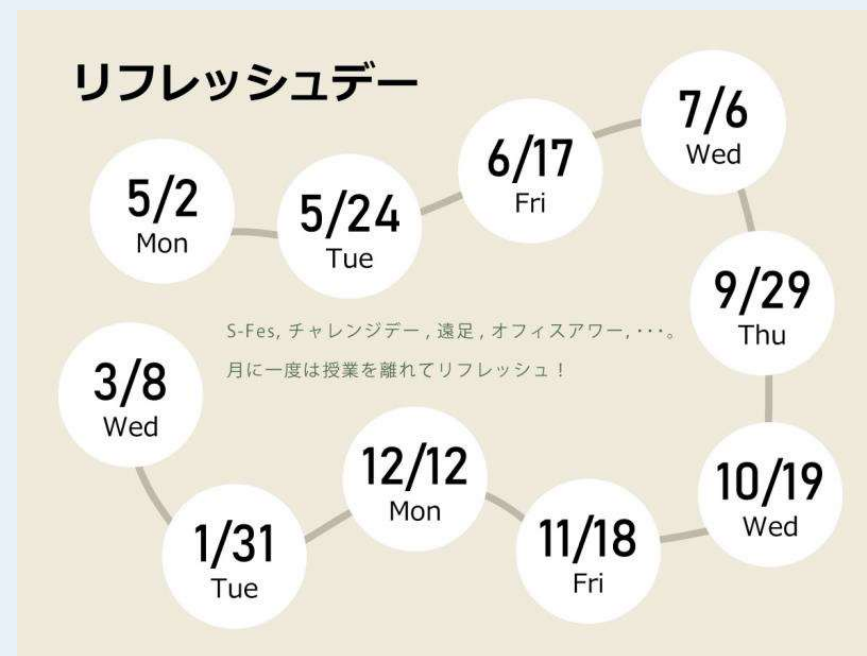 リフレッシュデー
5/2
Mon
5/24
Tue
6/17
Fri
7/6
Wed
9/29
Thu
10/19
Wed
11/18
Fri
12/12
Mon
1/31
Tue
3/8
Wed
S-Fes, チャレンジデー , 遠足 , オフィスアワー, ・・・。
月に一度は授業を離れてリフレッシュ！